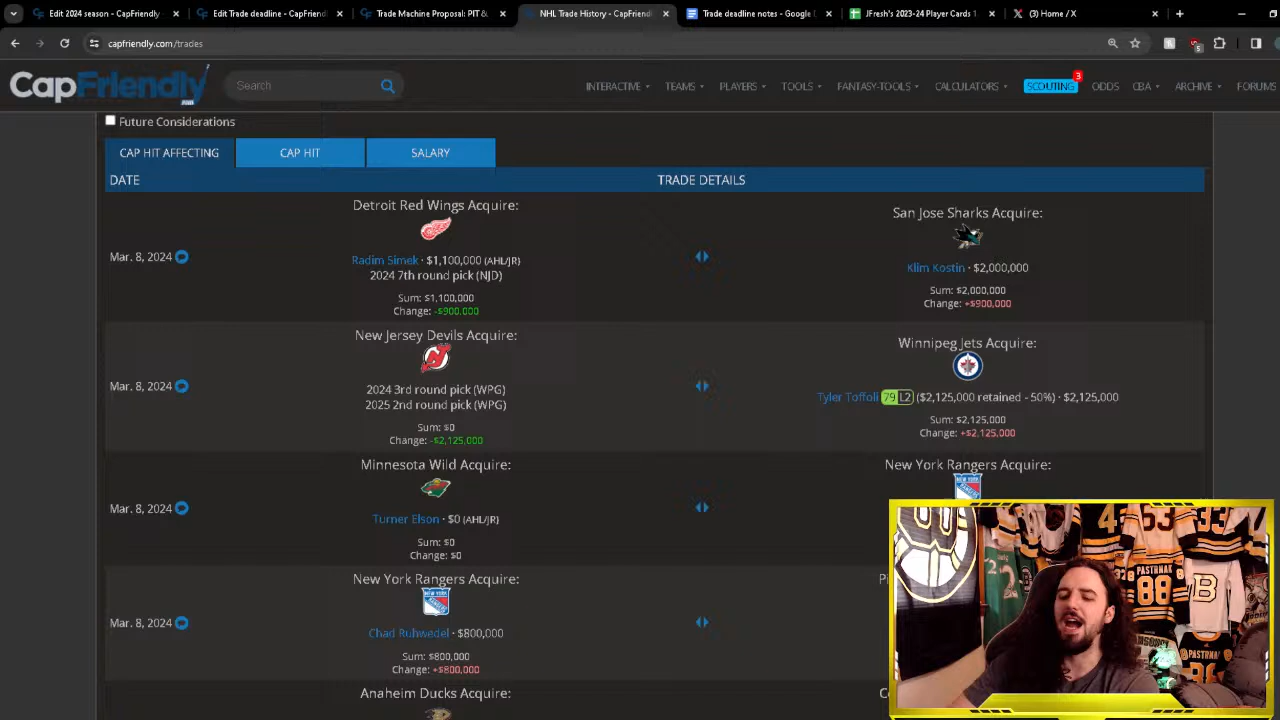 Edit 2024 season - CapFriendly
Edit Trade deadline - CapFriendl
Trade Machine Proposal: PIT &
NHL Trade History - CapFriendl
Trade deadline notes - Google D
JFresh's 2023-24 Player Cards
(3) Home / X
capfriendly.com/trades
CapFriendly
Search
INTERACTIVE
TEAMS
PLAYERS
TOOLS
FANTASY-TOOLS
CALCULATORS
SCOUTING
3
ODDS
CBA
ARCHIVE
FORUMS
Future Considerations
CAP HIT AFFECTING
CAP HIT
SALARY
DATE
TRADE DETAILS
Mar. 8, 2024
Detroit Red Wings Acquire:
Radim Simek · $1,100,000 (AHL/JR)
2024 7th round pick (NJD)
Sum: $1,100,000
Change: -$900,000
San Jose Sharks Acquire:
Klim Kostin · $2,000,000
Sum: $2,000,000
Change: +$900,000
Mar. 8, 2024
New Jersey Devils Acquire:
2024 3rd round pick (WPG)
2025 2nd round pick (WPG)
Sum: $0
Change: -$2,125,000
Winnipeg Jets Acquire:
Tyler Toffoli 79 L2 ($2,125,000 retained - 50%) · $2,125,000
Sum: $2,125,000
Change: +$2,125,000
Mar. 8, 2024
Minnesota Wild Acquire:
Turner Elson · $0 (AHL/JR)
Sum: $0
Change: $0
New York Rangers Acquire:
Mar. 8, 2024
New York Rangers Acquire:
Chad Ruhwedel · $800,000
Sum: $800,000
Change: +$800,000
Anaheim Ducks Acquire:
PASTRNAK
88
B
33
4
PASTRNAK